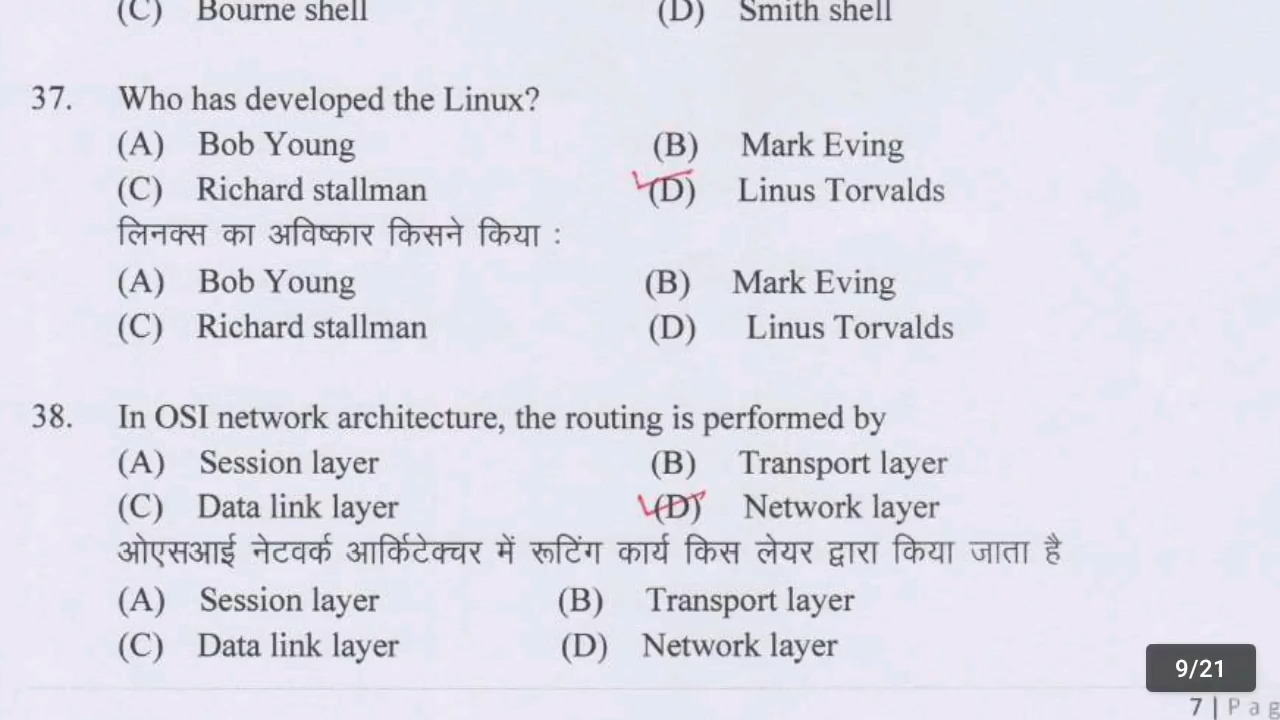 (C) Bourne shell (D) Smith shell
37. Who has developed the Linux?
(A) Bob Young (B) Mark Eving
(C) Richard stallman (D) Linus Torvalds
लिनक्स का अविष्कार किसने किया :
(A) Bob Young (B) Mark Eving
(C) Richard stallman (D) Linus Torvalds
38. In OSI network architecture, the routing is performed by
(A) Session layer (B) Transport layer
(C) Data link layer (D) Network layer
ओएसआई नेटवर्क आर्किटेक्चर में रूटिंग कार्य किस लेयर द्वारा किया जाता है
(A) Session layer (B) Transport layer
(C) Data link layer (D) Network layer
9/21
7 | P a g